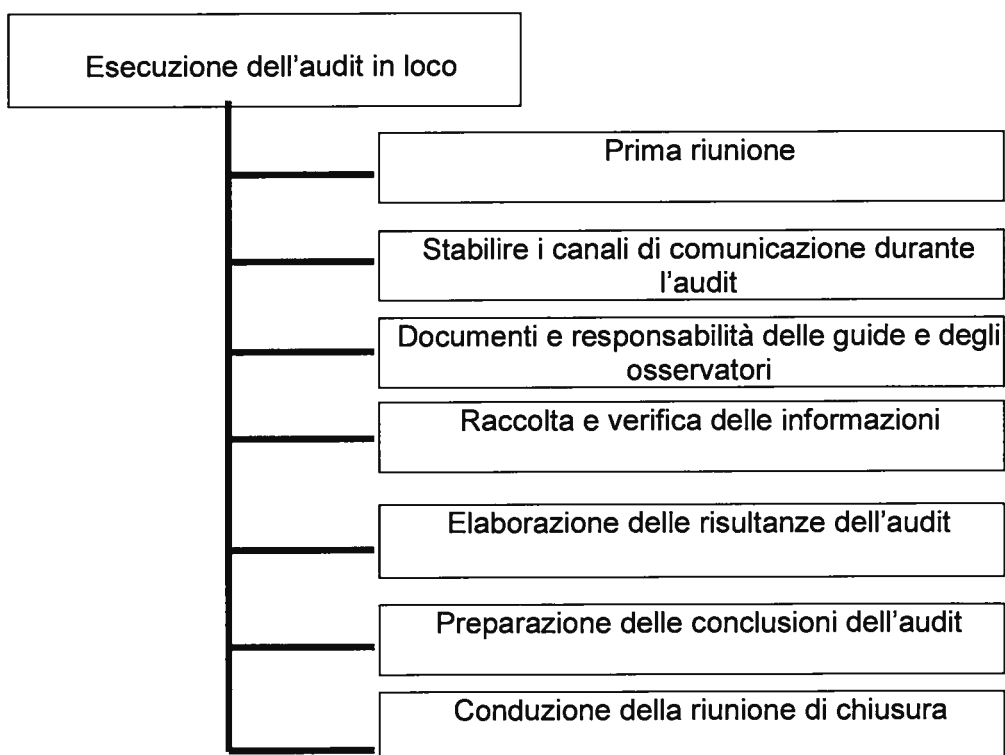 Esecuzione dell'audit in loco
Prima riunione
Stabilire i canali di comunicazione durante
l'audit
Documenti e responsabilità delle guide e degli
osservatori
Raccolta e verifica delle informazioni
Elaborazione delle risultanze dell'audit
Preparazione delle conclusioni dell'audit
Conduzione della riunione di chiusura